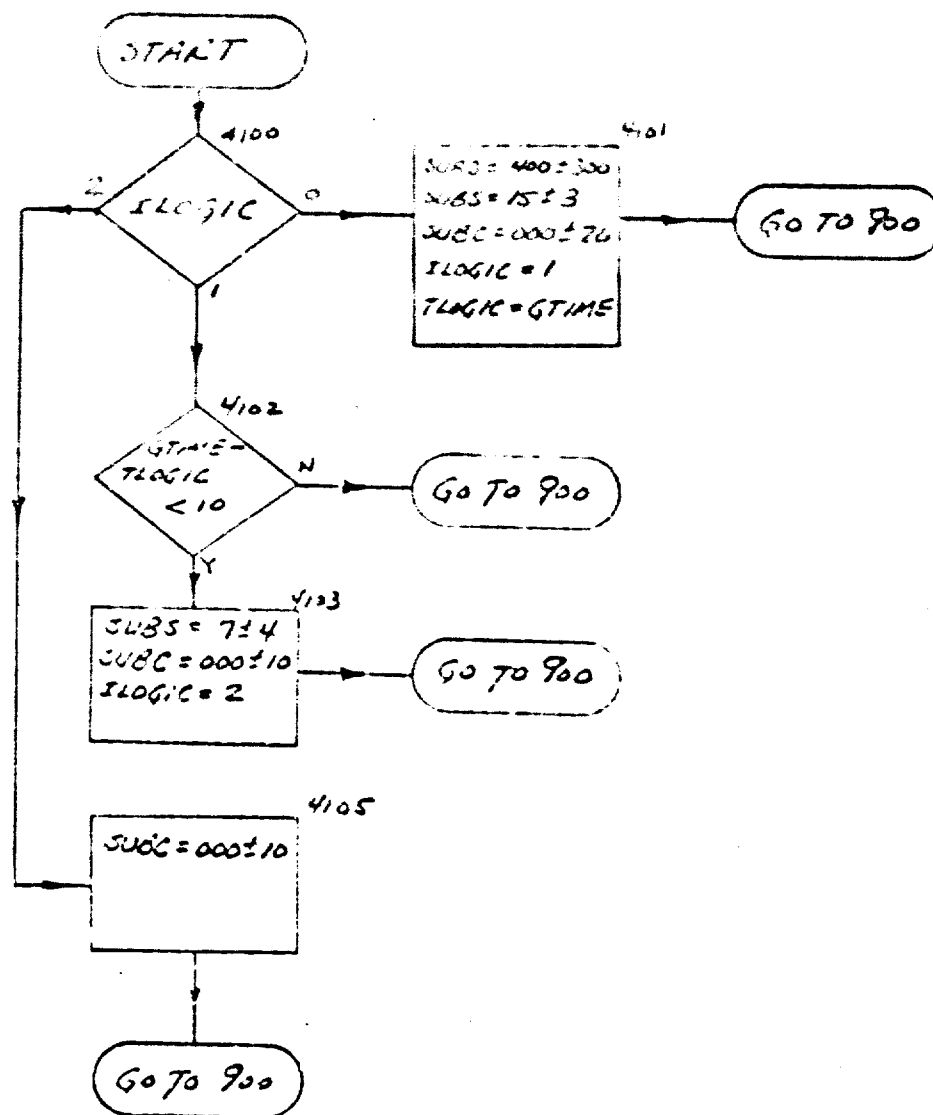 START
4100
2
ILOGIC
0
1
4101
= 400 ± 300
SUBS = 15 ± 3
SUBC = 000 ±
ILOGIC = 1
TLOGIC = GTIME
GO TO 900
4102
GTIME -
TLOGIC
< 10
N
GO TO 900
Y
4103
SUBS = 7 ± 4
SUBC = 000 ± 10
ILOGIC = 2
GO TO 900
4105
SUBC = 000 ± 10
GO TO 900